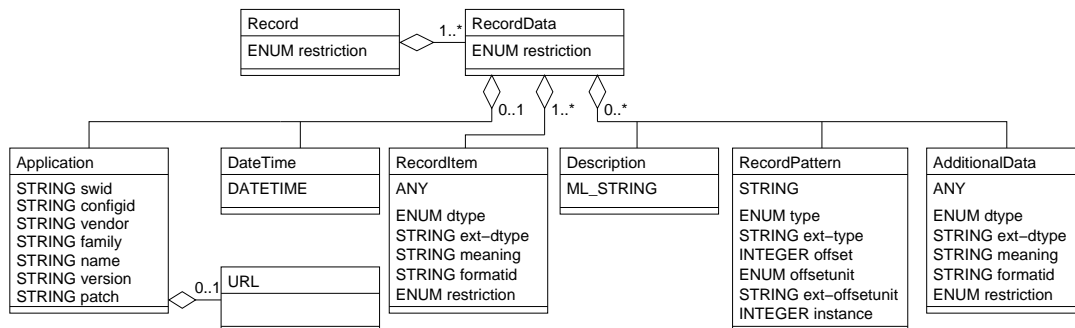 Record
ENUM restriction
1..*
RecordData
ENUM restriction
0..1
1..*
0..*
Application
STRING swid
STRING configid
STRING vendor
STRING family
STRING name
STRING version
STRING patch
0..1
DateTime
DATETIME
URL
RecordItem
ANY
ENUM dtype
STRING ext−dtype
STRING meaning
STRING formatid
ENUM restriction
Description
ML_STRING
RecordPattern
STRING
ENUM type
STRING ext−type
INTEGER offset
ENUM offsetunit
STRING ext−offsetunit
INTEGER instance
AdditionalData
ANY
ENUM dtype
STRING ext−dtype
STRING meaning
STRING formatid
ENUM restriction